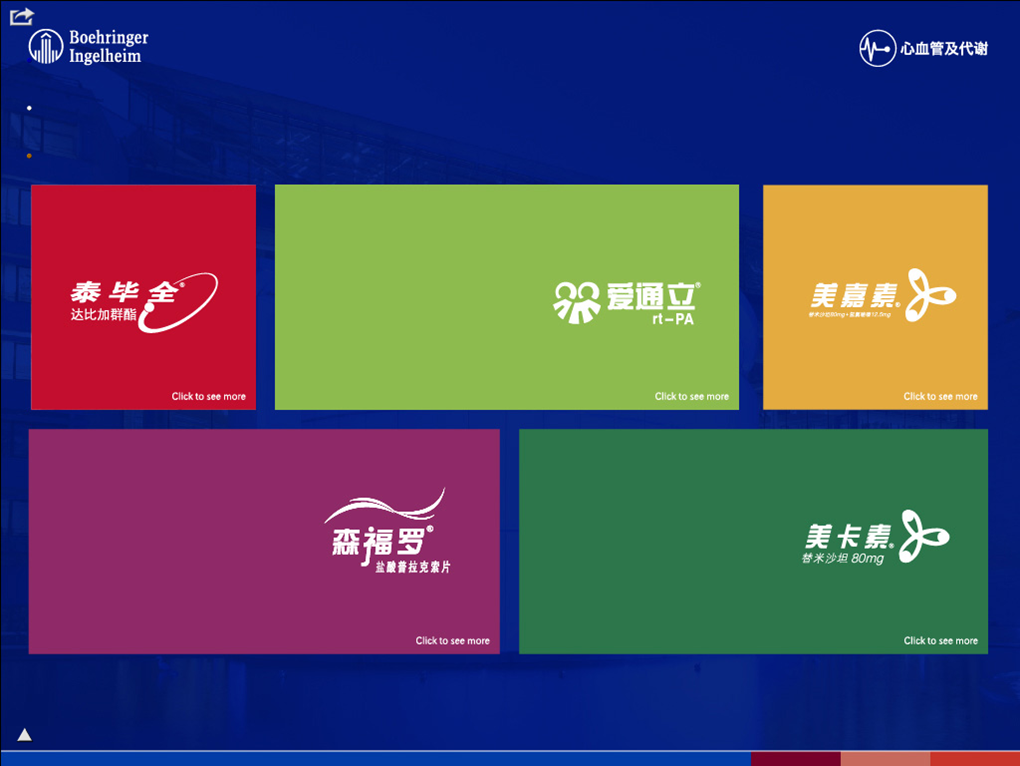 Boehringer
Ingelheim
心血管及代谢
泰毕全®
达比加群酯
Click to see more
爱通立®
rt-PA
Click to see more
美嘉素®
Click to see more
森福罗®
盐酸普拉克索片
Click to see more
美卡素®
替米沙坦 80mg
Click to see more